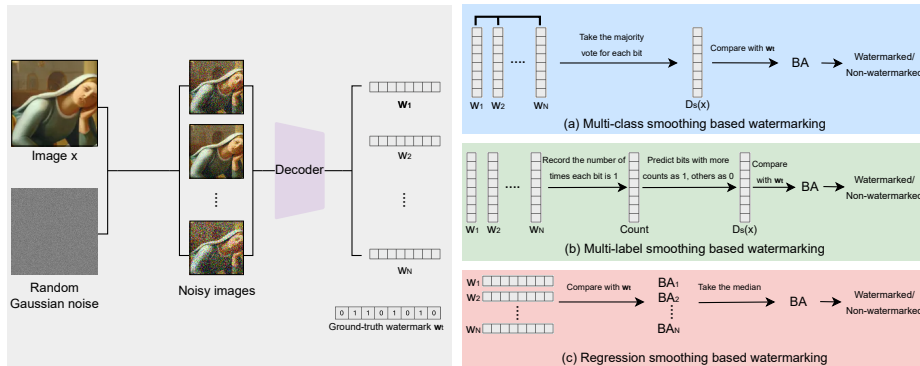 Image x
Random
Gaussian noise
Noisy images
Decoder
W1
W2
WN
0 1 1 0 1 0 1 0
Ground-truth watermark wt
W1 W2 WN
Take the majority
vote for each bit
Ds(x)
Compare with wt
BA
Watermarked/
Non-watermarked
(a) Multi-class smoothing based watermarking
W1 W2 WN
Record the number of
times each bit is 1
Count
Predict bits with more
counts as 1, others as 0
Ds(x)
Compare
with wt
BA
Watermarked/
Non-watermarked
(b) Multi-label smoothing based watermarking
W1
W2
WN
Compare with wt
BA1
BA2
BAN
Take the median
BA
Watermarked/
Non-watermarked
(c) Regression smoothing based watermarking